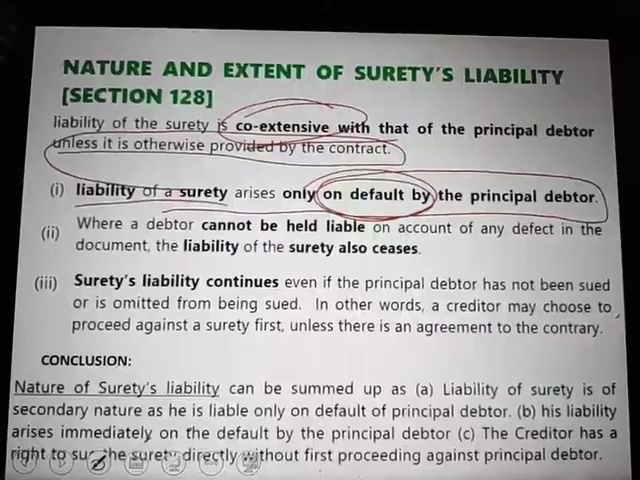 NATURE AND EXTENT OF SURETY'S LIABILITY
[SECTION 128]
liability of the surety is co-extensive with that of the principal debtor
unless it is otherwise provided by the contract.
(i) liability of a surety arises only on default by the principal debtor.
(ii) Where a debtor cannot be held liable on account of any defect in the
document, the liability of the surety also ceases.
(iii) Surety's liability continues even if the principal debtor has not been sued
or is omitted from being sued. In other words, a creditor may choose to
proceed against a surety first, unless there is an agreement to the contrary.
CONCLUSION:
Nature of Surety's liability can be summed up as (a) Liability of surety is of
secondary nature as he is liable only on default of principal debtor. (b) his liability
arises immediately on the default by the principal debtor (c) The Creditor has a
right to sue the surety directly without first proceeding against principal debtor.